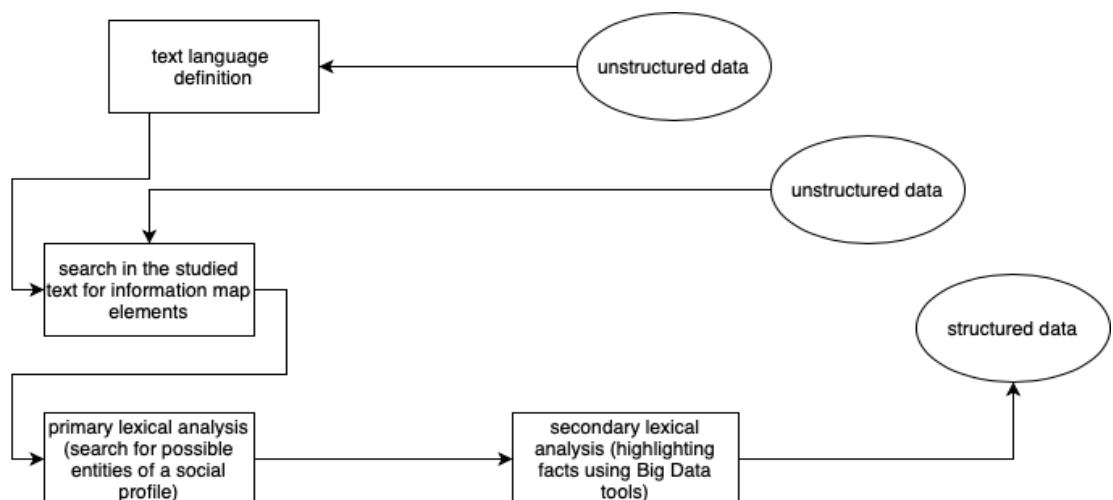 text language
definition
unstructured data
unstructured data
search in the studied
text for information map
elements
structured data
primary lexical analysis
(search for possible
entities of a social
profile)
secondary lexical
analysis (highlighting
facts using Big Data
tools)